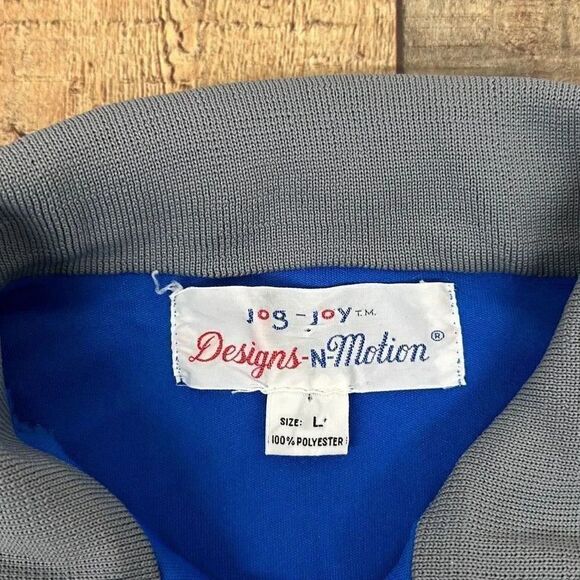 Jog-Joy T.M.
Designs-N-Motion ®
SIZE: L
100% POLYESTER